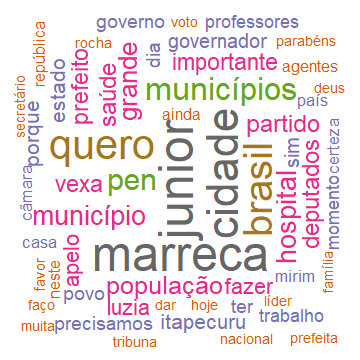 governo voto professores
república rocha dia governador parabéns
secretário estado prefeito saúde grande importante agentes
porque municípios deus
ainda país
quero junior cidade brasil partido
câmara vexa pen hospital sim deputados momento certeza
município
casa apelo marreca família
favor neste população fazer mirim
faço povo luzia dar hoje ter líder trabalho
muita precisamos itapecuru
tribuna nacional prefeita